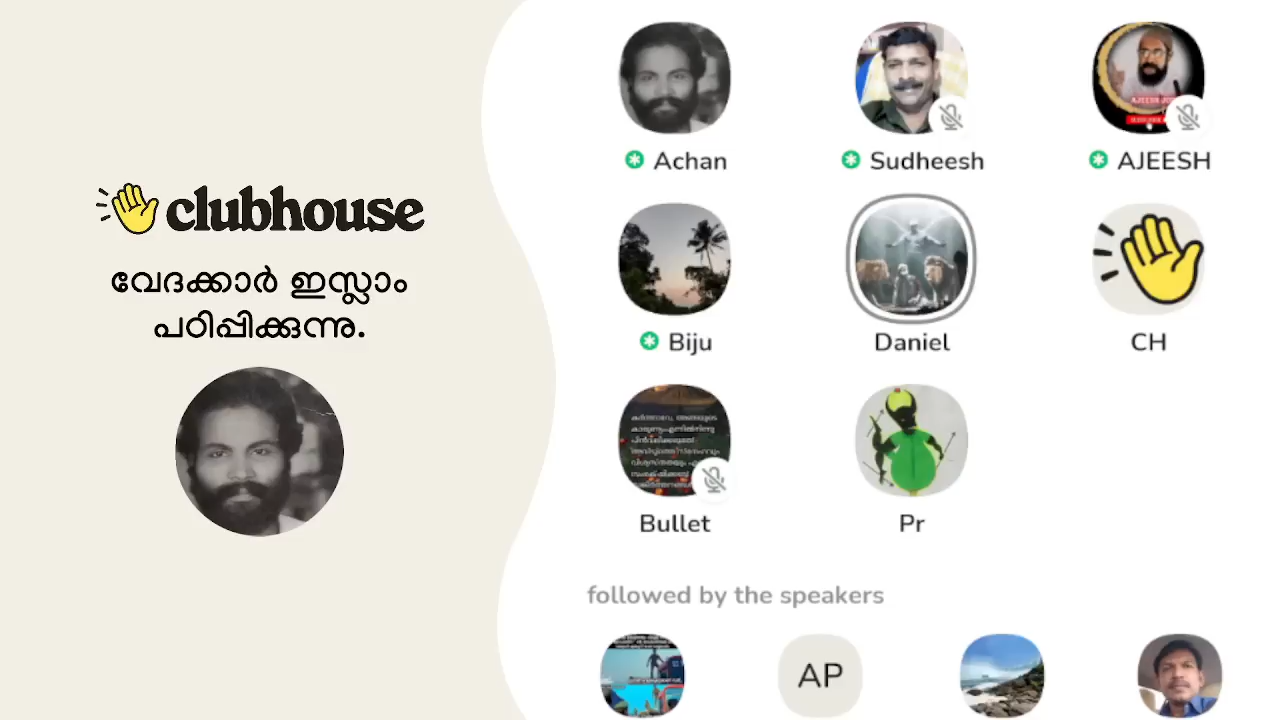 clubhouse
വേദക്കാർ ഇസ്ലാം
പഠിപ്പിക്കുന്നു.
Achan
Sudheesh
AJEESH
Biju
Daniel
CH
Bullet
Pr
followed by the speakers
AP